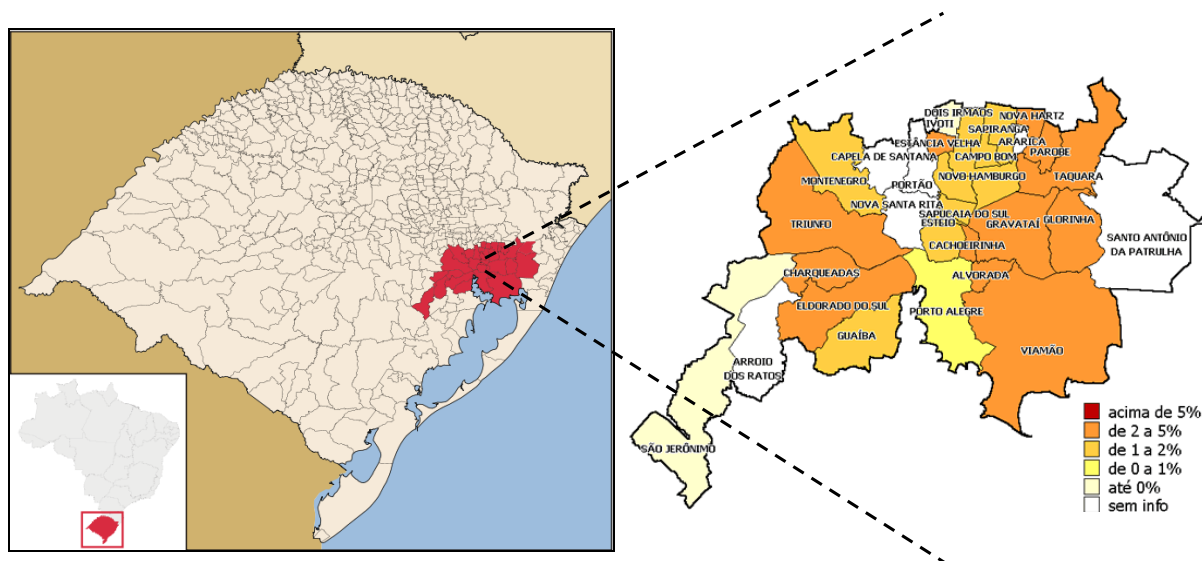 DOIS IRMÃOS
IVOTI
NOVA HARTZ
SAPIRANGA
ARARICA
ESTÂNCIA VELHA
PAROBE
CAPELA DE SANTANA
CAMPO BOM
MONTENEGRO
PORTÃO
NOVO HAMBURGO
TAQUARA
NOVA SANTA RITA
SAPUCAIA DO SUL
TRIUNFO
ESTEIO
GRAVATAÍ
GLORINHA
SANTO ANTÔNIO
DA PATRULHA
CACHOEIRINHA
CHARQUEADAS
ALVORADA
ELDORADO DO SUL
PORTO ALEGRE
GUAÍBA
VIAMÃO
ARROIO
DOS RATOS
SÃO JERÔNIMO
acima de 5%
de 2 a 5%
de 1 a 2%
de 0 a 1%
até 0%
sem info